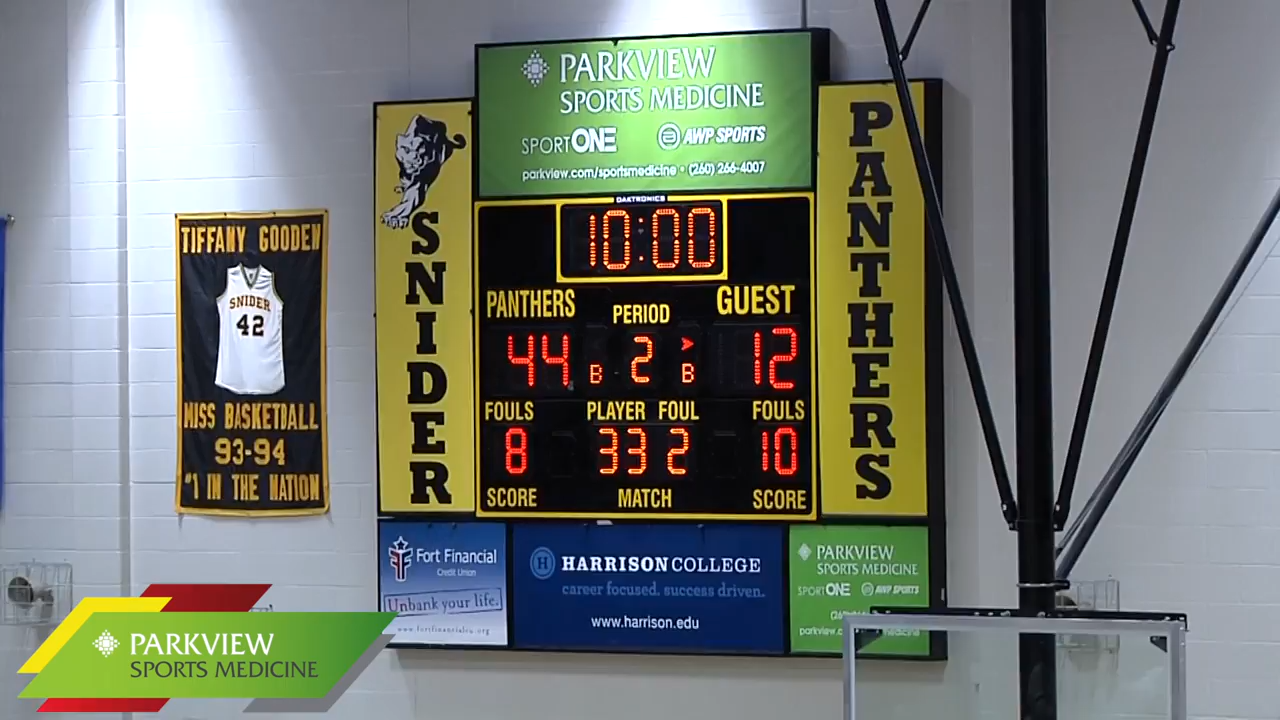 PARKVIEW
SPORTS MEDICINE
SPORTONE
AWP SPORTS
parkview.com/sportsmedicine • (260) 266-4007
SNIDER
PANTHERS
DAKTRONICS
10:00
PANTHERS
PERIOD
GUEST
44
B
2
B
12
FOULS
PLAYER FOUL
FOULS
8
33 2
10
SCORE
MATCH
SCORE
TIFFANY GOODEN
SNIDER
42
MISS BASKETBALL
93-94
#1 IN THE NATION
Fort Financial
Credit Union
Unbank your life.
www.fortfinancialcu.org
H
HARRISON COLLEGE
career focused. success driven.
www.harrison.edu
PARKVIEW
SPORTS MEDICINE
SPORTONE
AWP SPORTS
PARKVIEW
SPORTS MEDICINE